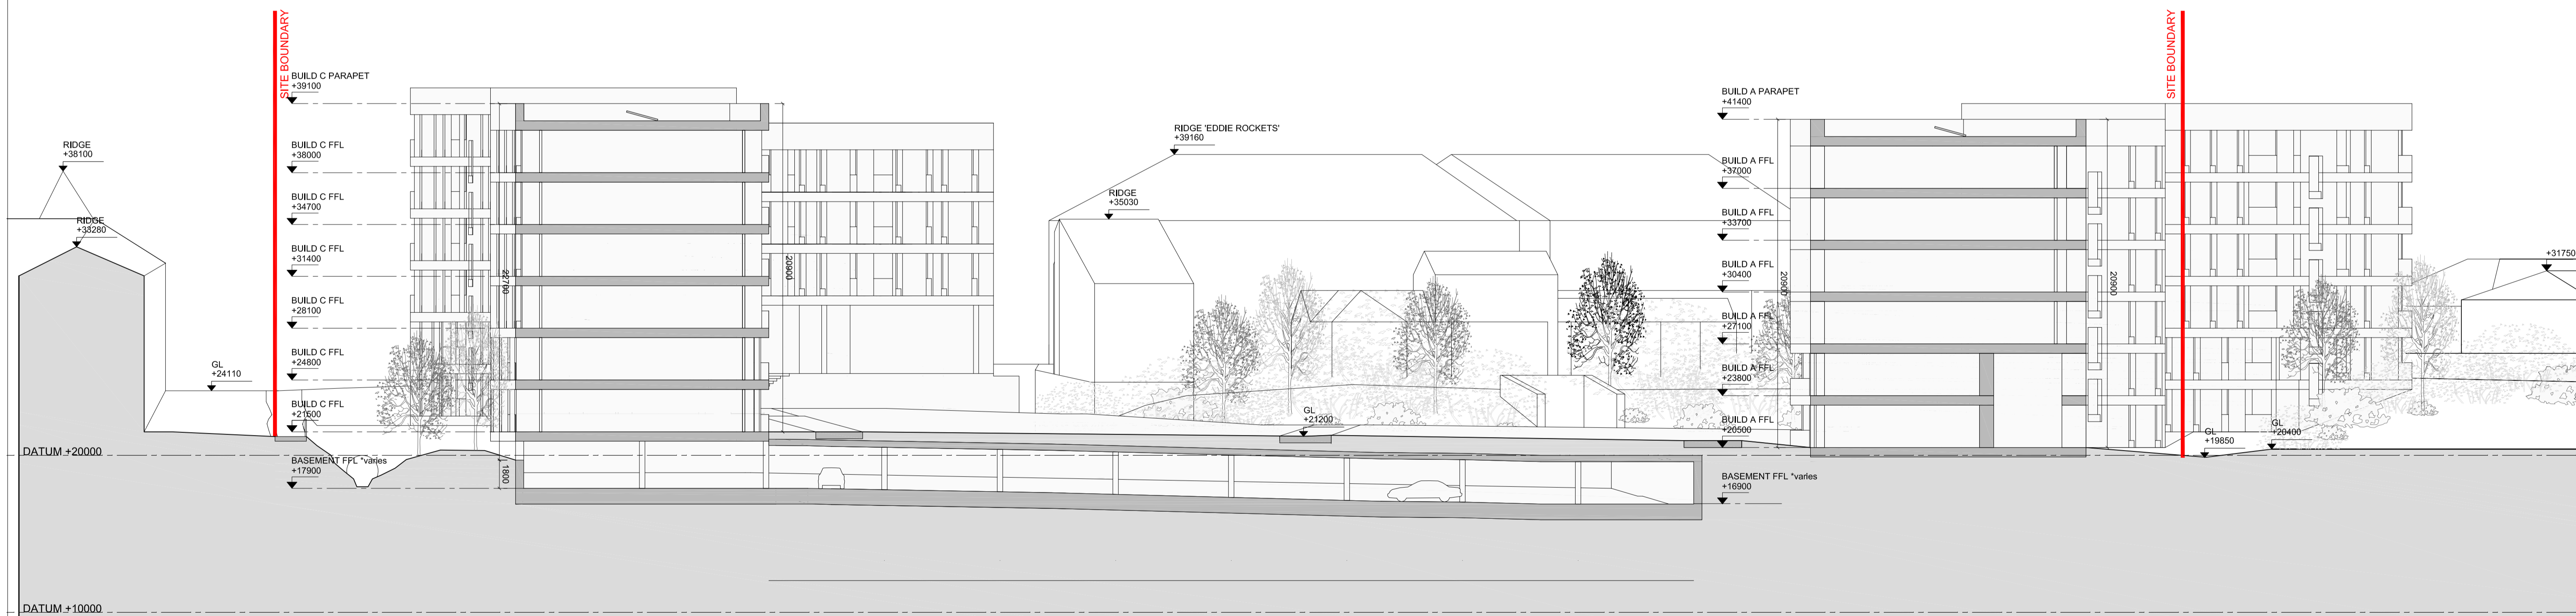 SITE BOUNDARY
BUILD C PARAPET
+39100
RIDGE
+38100
BUILD C FFL
+38000
RIDGE
+33280
BUILD C FFL
+34700
BUILD C FFL
+31400
22700
20900
BUILD C FFL
+28100
GL
+24110
BUILD C FFL
+24800
BUILD C FFL
+21500
DATUM +20000
BASEMENT FFL *varies
+17900
1800
DATUM +10000
RIDGE 'EDDIE ROCKETS'
+39160
RIDGE
+35030
GL
+21200
BUILD A PARAPET
+41400
BUILD A FFL
+37000
BUILD A FFL
+33700
BUILD A FFL
+30400
20900
20900
BUILD A FFL
+27100
BUILD A FFL
+23800
BUILD A FFL
+20500
BASEMENT FFL *varies
+16900
SITE BOUNDARY
GL
+19850
GL
+20400
+31750